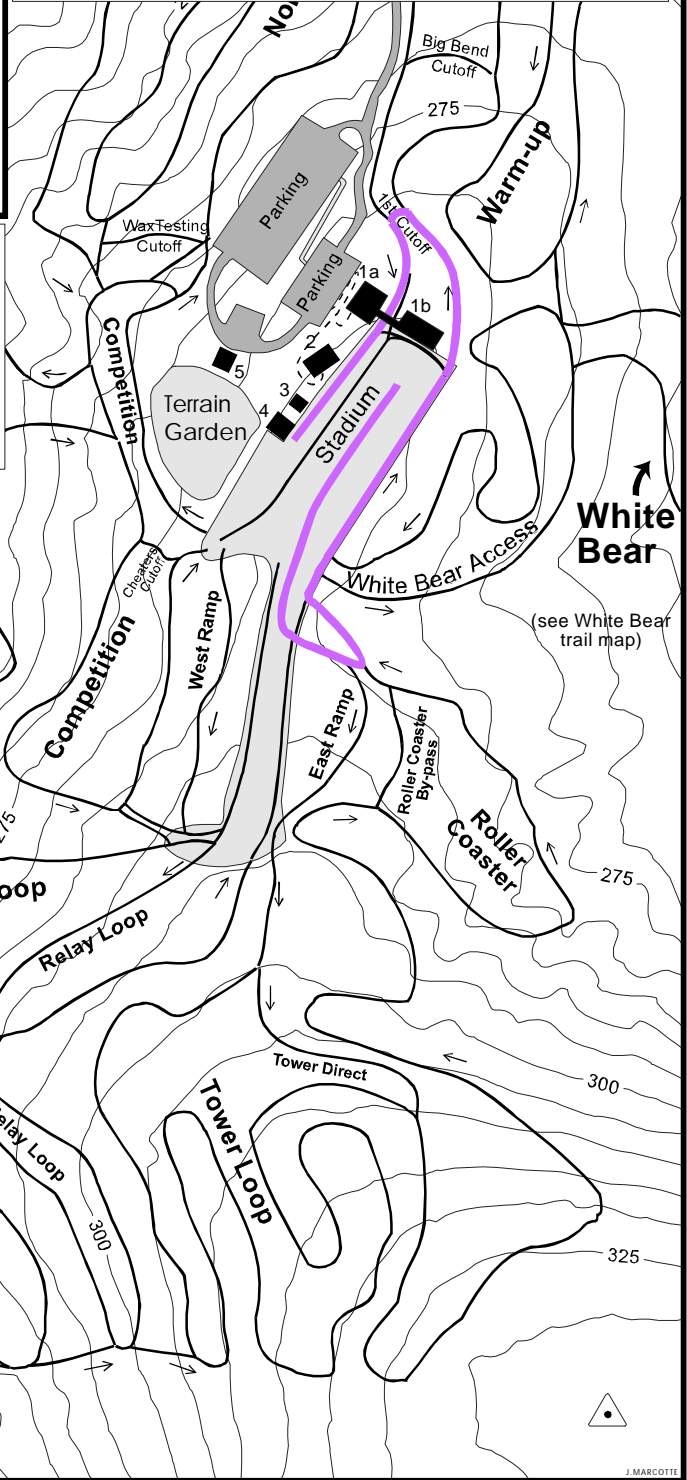 Nor
Big Bend
Cutoff
275
Warm-up
Parking
1st Cutoff
WaxTesting
Cutoff
Parking
1a
1b
Competition
2
5
3
4
Terrain
Garden
Stadium
White
Bear
White Bear Access
Cheaters
Cutoff
(see White Bear
trail map)
West Ramp
Competition
East Ramp
Roller Coaster
By-pass
Roller
Coaster
275
275
oop
Relay Loop
Tower Direct
300
Tower Loop
elay Loop
300
325
J.MARCOTTE